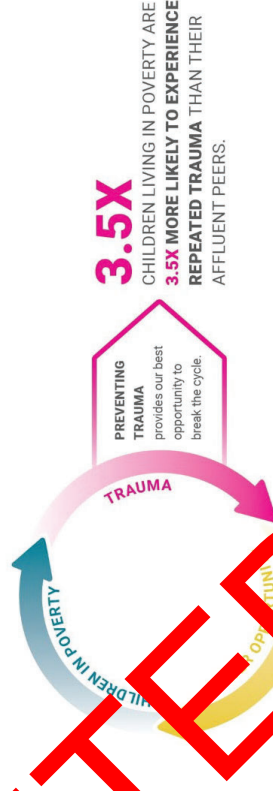 IN POVERTY
TRAUMA
PREVENTING
TRAUMA
provides our best
opportunity to
break the cycle.
3.5X
CHILDREN LIVING IN POVERTY ARE
3.5X MORE LIKELY TO EXPERIENCE
REPEATED TRAUMA THAN THEIR
AFFLUENT PEERS.